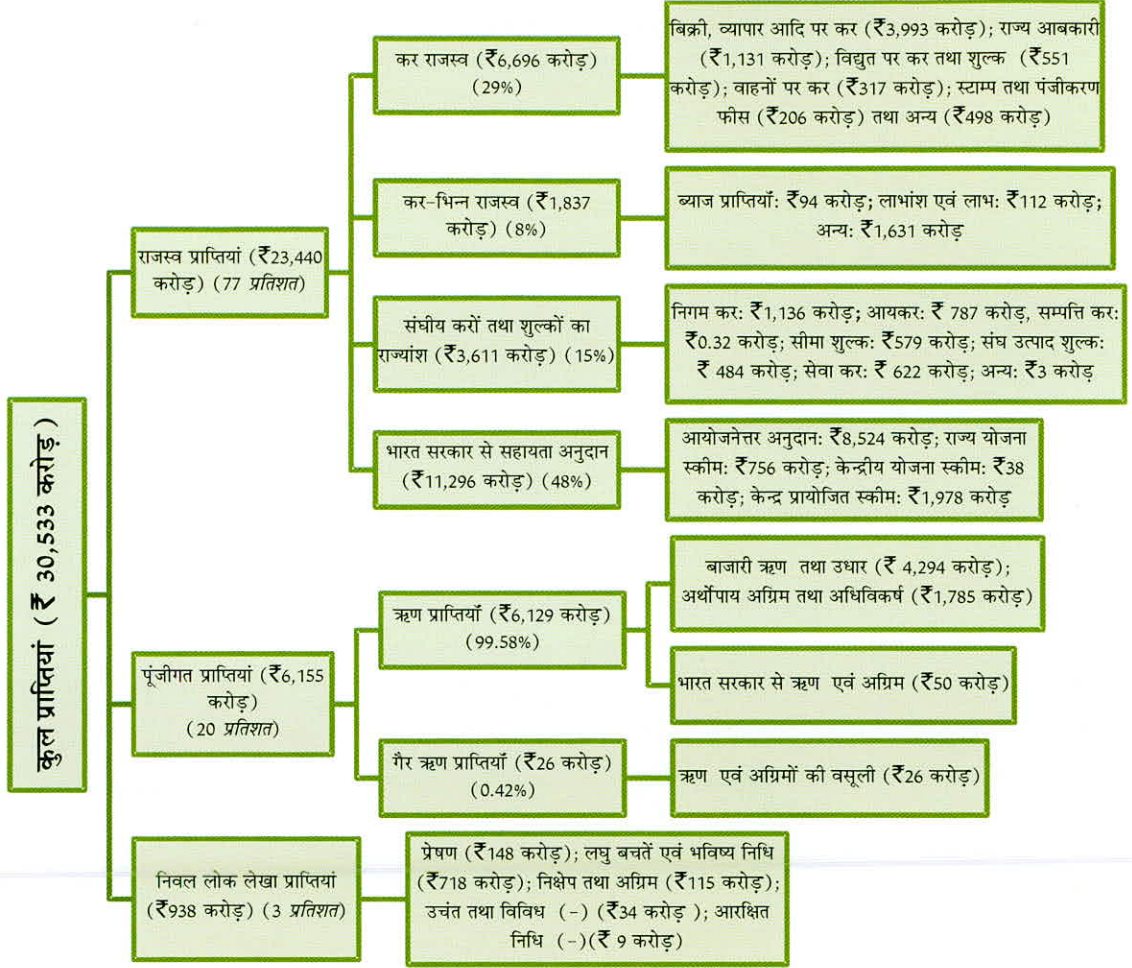 कुल प्राप्तियां (₹ 30,533 करोड़)
राजस्व प्राप्तियां (₹23,440
करोड़) (77 प्रतिशत)
कर राजस्व (₹6,696 करोड़)
(29%)
बिक्री, व्यापार आदि पर कर (₹3,993 करोड़); राज्य आबकारी
(₹1,131 करोड़); विद्युत पर कर तथा शुल्क (₹551
करोड़); वाहनों पर कर (₹317 करोड़); स्टाम्प तथा पंजीकरण
फीस (₹206 करोड़) तथा अन्य (₹498 करोड़)
कर-भिन्न राजस्व (₹1,837
करोड़) (8%)
ब्याज प्राप्तियाँ: ₹94 करोड़; लाभांश एवं लाभ: ₹112 करोड़;
अन्य: ₹1,631 करोड़
संघीय करों तथा शुल्कों का
राज्यांश (₹3,611 करोड़) (15%)
निगम कर: ₹1,136 करोड़; आयकर: ₹ 787 करोड़, सम्पत्ति कर:
₹0.32 करोड़; सीमा शुल्क: ₹579 करोड़; संघ उत्पाद शुल्क:
₹ 484 करोड़; सेवा कर: ₹ 622 करोड़; अन्य: ₹3 करोड़
भारत सरकार से सहायता अनुदान
(₹11,296 करोड़) (48%)
आयोजनेत्तर अनुदान: ₹8,524 करोड़; राज्य योजना
स्कीम: ₹756 करोड़; केन्द्रीय योजना स्कीम: ₹38
करोड़; केन्द्र प्रायोजित स्कीम: ₹1,978 करोड़
पूंजीगत प्राप्तियां (₹6,155
करोड़)
(20 प्रतिशत)
ऋण प्राप्तियाँ (₹6,129 करोड़)
(99.58%)
बाजारी ऋण तथा उधार (₹ 4,294 करोड़);
अर्थोपाय अग्रिम तथा अधिविकर्ष (₹1,785 करोड़)
भारत सरकार से ऋण एवं अग्रिम (₹50 करोड़)
गैर ऋण प्राप्तियाँ (₹26 करोड़)
(0.42%)
ऋण एवं अग्रिमों की वसूली (₹26 करोड़)
निवल लोक लेखा प्राप्तियां
(₹938 करोड़) (3 प्रतिशत)
प्रेषण (₹148 करोड़); लघु बचतें एवं भविष्य निधि
(₹718 करोड़); निक्षेप तथा अग्रिम (₹115 करोड़);
उचंत तथा विविध (-) (₹34 करोड़ ); आरक्षित
निधि (-)(₹ 9 करोड़)